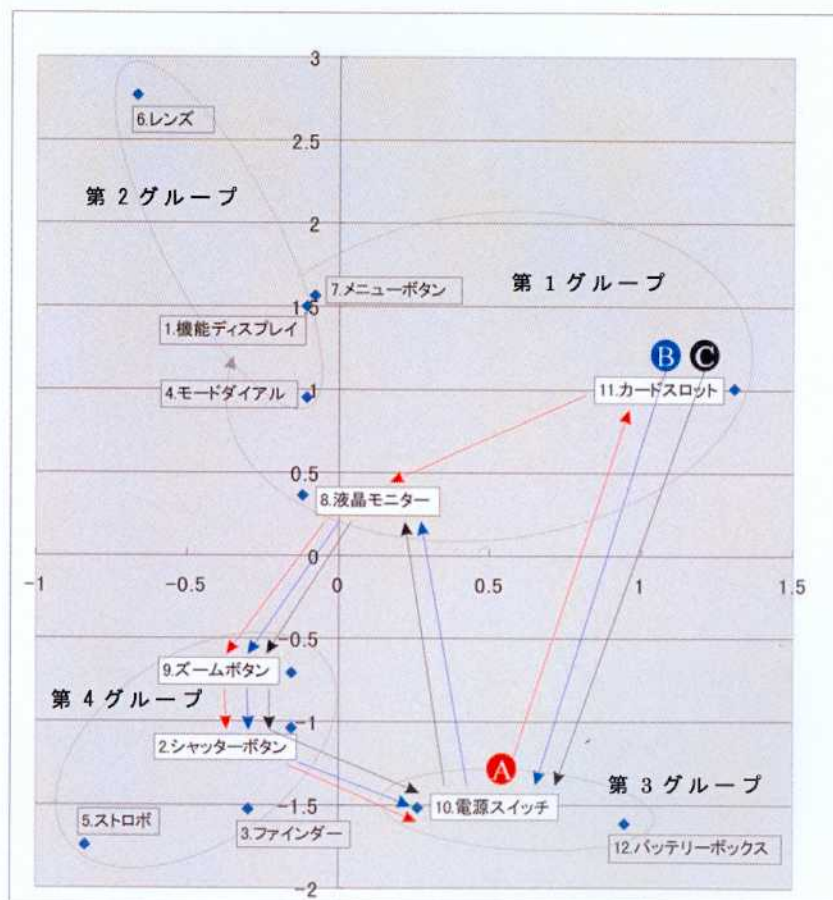 3
6.レンズ
2.5
第2グループ
2
第1グループ
7.メニューボタン
1.5
1.機能ディスプレイ
B
C
4.モードダイアル
1
11.カードスロット
0.5
8.液晶モニター
0
-1
-0.5
0
0.5
1
1.5
-0.5
9.ズームボタン
第4グループ
-1
2.シャッターボタン
A
第3グループ
-1.5
10.電源スイッチ
5.ストロボ
3.ファインダー
12.バッテリーボックス
-2